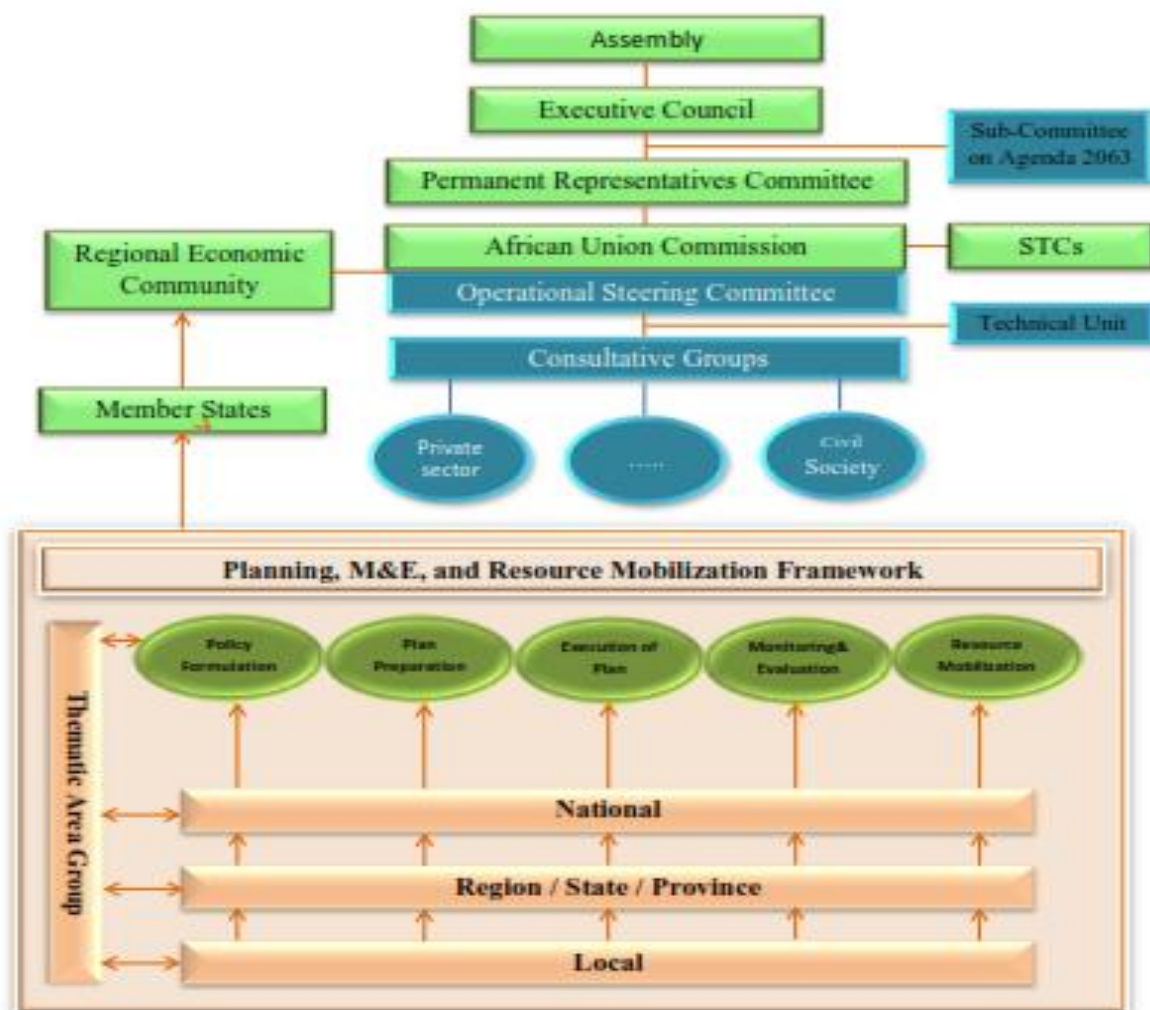 Assembly
Executive Council
Sub-Committee
on Agenda 2063
Permanent Representatives Committee
African Union Commission
STCs
Regional Economic
Community
Operational Steering Committee
Technical Unit
Consultative Groups
Member States
Private
sector
.....
Civil
Society
Planning, M&E, and Resource Mobilization Framework
Policy
Formulation
Plan
Preparation
Execution of
Plan
Monitoring&
Evaluation
Resource
Mobilization
Thematic Area Group
National
Region / State / Province
Local